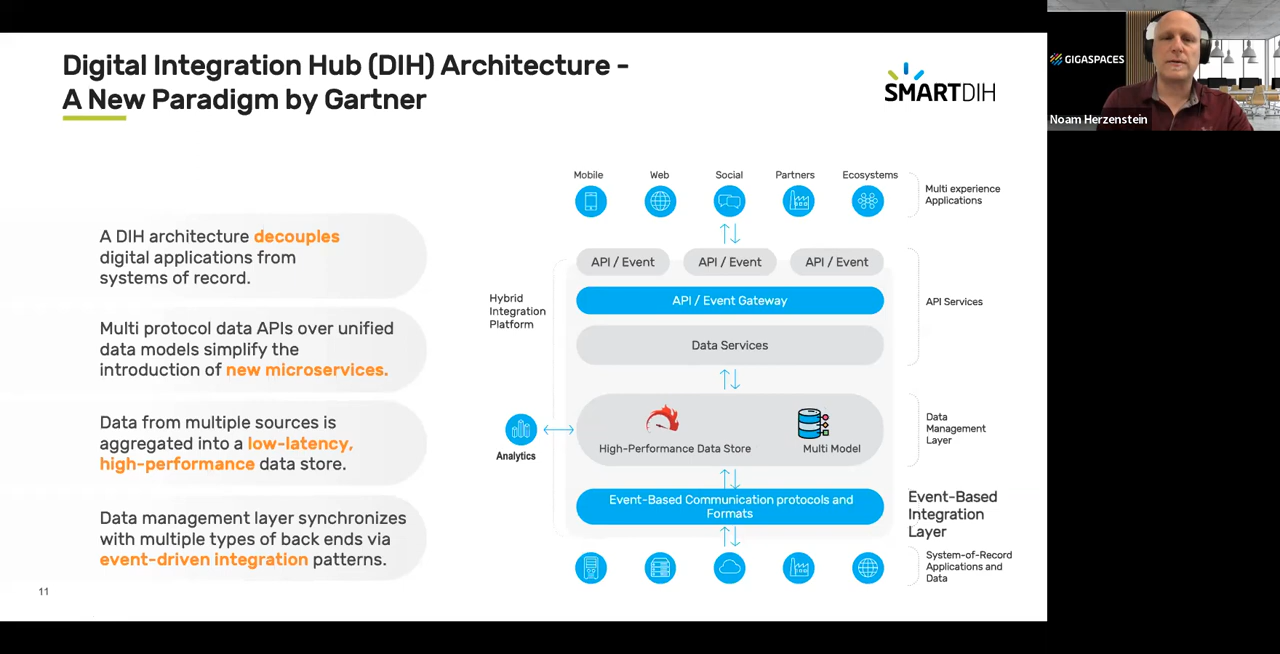 Digital Integration Hub (DIH) Architecture -
A New Paradigm by Gartner
SMARTDIH
GIGASPACES
Noam Herzenstein
A DIH architecture decouples
digital applications from
systems of record.
Multi protocol data APIs over unified
data models simplify the
introduction of new microservices.
Data from multiple sources is
aggregated into a low-latency,
high-performance data store.
Data management layer synchronizes
with multiple types of back ends via
event-driven integration patterns.
Mobile
Web
Social
Partners
Ecosystems
Multi experience
Applications
API / Event
API / Event
API / Event
Hybrid
Integration
Platform
API / Event Gateway
API Services
Data Services
Analytics
High-Performance Data Store
Multi Model
Data
Management
Layer
Event-Based Communication protocols and
Formats
Event-Based
Integration
Layer
System-of-Record
Applications and
Data
11